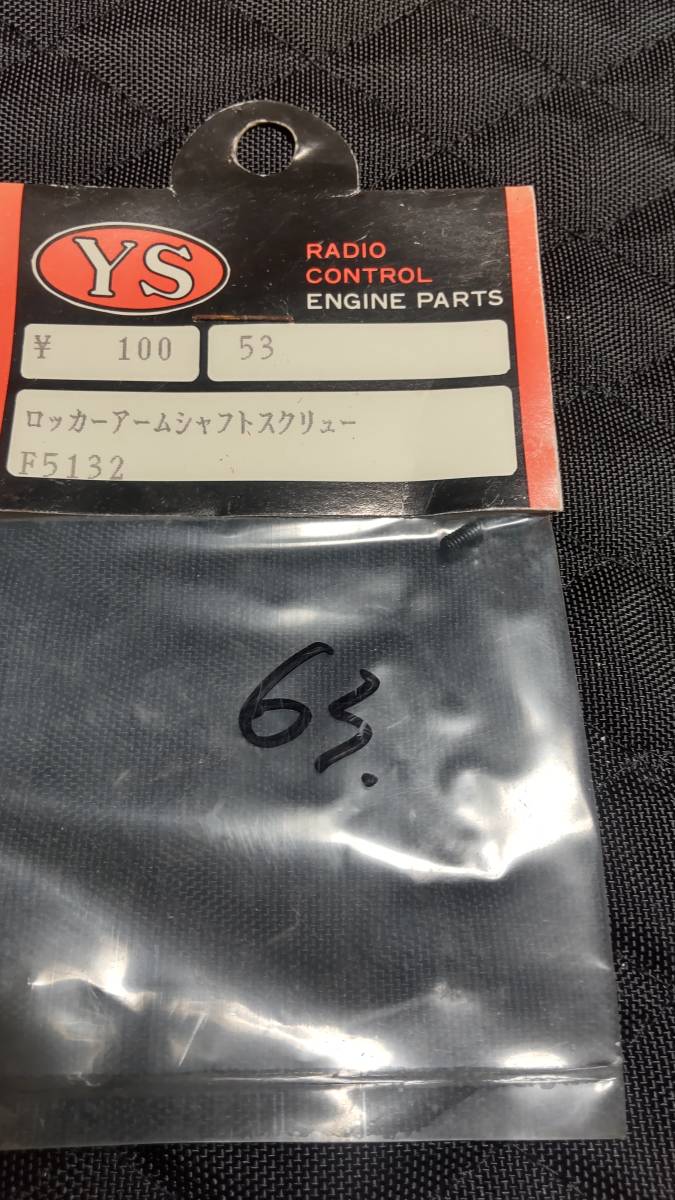 YS
RADIO
CONTROL
ENGINE PARTS
¥ 100
53
ロッカーアームシャフトスクリュー
F5132
63.